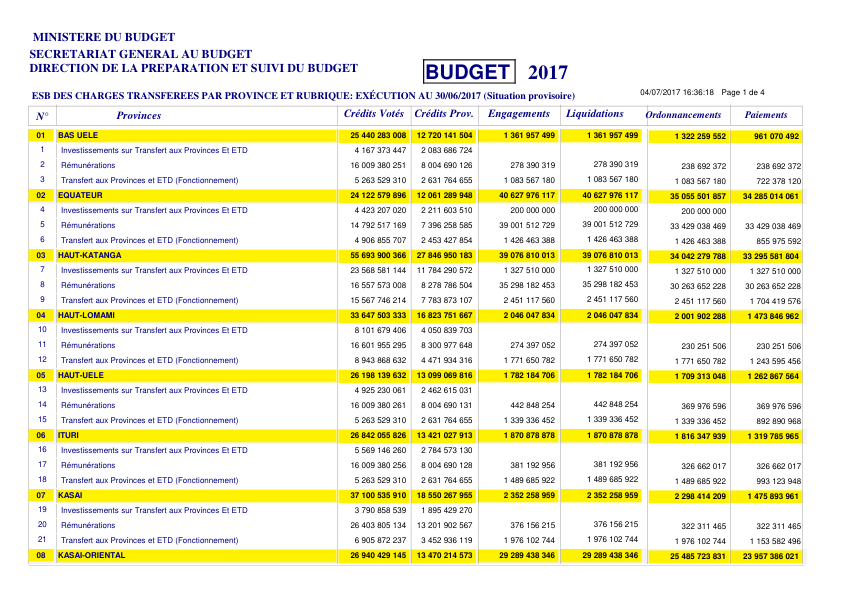 MINISTERE DU BUDGET
SECRETARIAT GENERAL AU BUDGET
DIRECTION DE LA PREPARATION ET SUIVI DU BUDGET
BUDGET 2017
ESB DES CHARGES TRANSFEREES PAR PROVINCE ET RUBRIQUE: EXÉCUTION AU 30/06/2017 (Situation provisoire)
04/07/2017 16:36:18 Page 1 de 4
N° Provinces Crédits Votés Crédits Prov. Engagements Liquidations Ordonnancements Paiements
01 BAS UELE 25 440 283 008 12 720 141 504 1 361 957 499 1 361 957 499 1 322 259 552 961 070 492
1 Investissements sur Transfert aux Provinces Et ETD 4 167 373 447 2 083 686 724
2 Rémunérations 16 009 380 251 8 004 690 126 278 390 319 278 390 319 238 692 372 238 692 372
3 Transfert aux Provinces et ETD (Fonctionnement) 5 263 529 310 2 631 764 655 1 083 567 180 1 083 567 180 1 083 567 180 722 378 120
02 EQUATEUR 24 122 579 896 12 061 289 948 40 627 976 117 40 627 976 117 35 055 501 857 34 285 014 061
4 Investissements sur Transfert aux Provinces Et ETD 4 423 207 020 2 211 603 510 200 000 000 200 000 000 200 000 000
5 Rémunérations 14 792 517 169 7 396 258 585 39 001 512 729 39 001 512 729 33 429 038 469 33 429 038 469
6 Transfert aux Provinces et ETD (Fonctionnement) 4 906 855 707 2 453 427 854 1 426 463 388 1 426 463 388 1 426 463 388 855 975 592
03 HAUT-KATANGA 55 693 900 366 27 846 950 183 39 076 810 013 39 076 810 013 34 042 279 788 33 295 581 804
7 Investissements sur Transfert aux Provinces Et ETD 23 568 581 144 11 784 290 572 1 327 510 000 1 327 510 000 1 327 510 000 1 327 510 000
8 Rémunérations 16 557 573 008 8 278 786 504 35 298 182 453 35 298 182 453 30 263 652 228 30 263 652 228
9 Transfert aux Provinces et ETD (Fonctionnement) 15 567 746 214 7 783 873 107 2 451 117 560 2 451 117 560 2 451 117 560 1 704 419 576
04 HAUT-LOMAMI 33 647 503 333 16 823 751 667 2 046 047 834 2 046 047 834 2 001 902 288 1 473 846 962
10 Investissements sur Transfert aux Provinces Et ETD 8 101 679 406 4 050 839 703
11 Rémunérations 16 601 955 295 8 300 977 648 274 397 052 274 397 052 230 251 506 230 251 506
12 Transfert aux Provinces et ETD (Fonctionnement) 8 943 868 632 4 471 934 316 1 771 650 782 1 771 650 782 1 771 650 782 1 243 595 456
05 HAUT-UELE 26 198 139 632 13 099 069 816 1 782 184 706 1 782 184 706 1 709 313 048 1 262 867 564
13 Investissements sur Transfert aux Provinces Et ETD 4 925 230 061 2 462 615 031
14 Rémunérations 16 009 380 261 8 004 690 131 442 848 254 442 848 254 369 976 596 369 976 596
15 Transfert aux Provinces et ETD (Fonctionnement) 5 263 529 310 2 631 764 655 1 339 336 452 1 339 336 452 1 339 336 452 892 890 968
06 ITURI 26 842 055 826 13 421 027 913 1 870 878 878 1 870 878 878 1 816 347 939 1 319 785 965
16 Investissements sur Transfert aux Provinces Et ETD 5 569 146 260 2 784 573 130
17 Rémunérations 16 009 380 256 8 004 690 128 381 192 956 381 192 956 326 662 017 326 662 017
18 Transfert aux Provinces et ETD (Fonctionnement) 5 263 529 310 2 631 764 655 1 489 685 922 1 489 685 922 1 489 685 922 993 123 948
07 KASAI 37 100 535 910 18 550 267 955 2 352 258 959 2 352 258 959 2 298 414 209 1 475 893 961
19 Investissements sur Transfert aux Provinces Et ETD 3 790 858 539 1 895 429 270
20 Rémunérations 26 403 805 134 13 201 902 567 376 156 215 376 156 215 322 311 465 322 311 465
21 Transfert aux Provinces et ETD (Fonctionnement) 6 905 872 237 3 452 936 119 1 976 102 744 1 976 102 744 1 976 102 744 1 153 582 496
08 KASAI-ORIENTAL 26 940 429 145 13 470 214 573 29 289 438 346 29 289 438 346 25 485 723 831 23 957 386 021